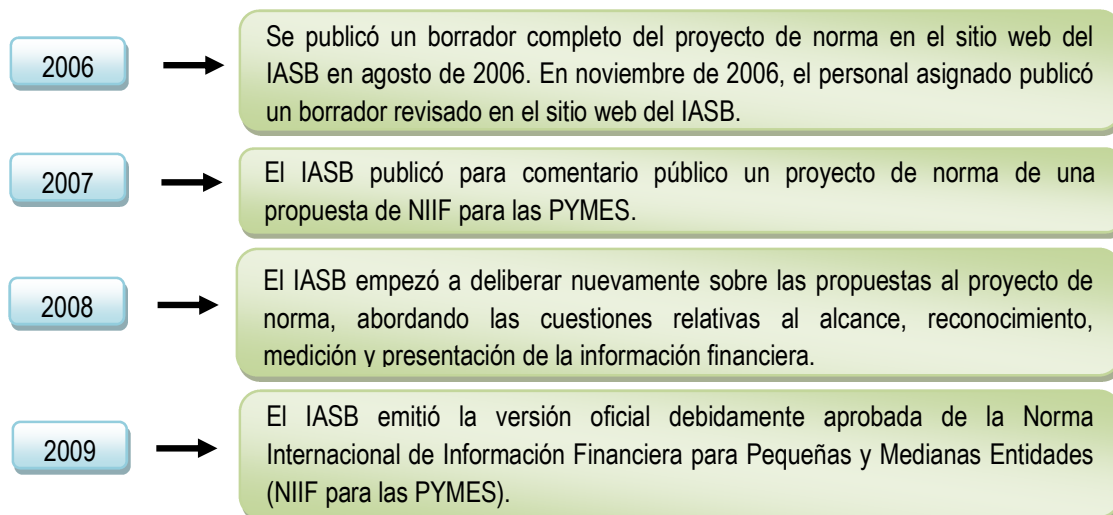 2006
Se publicó un borrador completo del proyecto de norma en el sitio web del
IASB en agosto de 2006. En noviembre de 2006, el personal asignado publicó
un borrador revisado en el sitio web del IASB.
2007
El IASB publicó para comentario público un proyecto de norma de una
propuesta de NIIF para las PYMES.
2008
El IASB empezó a deliberar nuevamente sobre las propuestas al proyecto de
norma, abordando las cuestiones relativas al alcance, reconocimiento,
medición y presentación de la información financiera.
2009
El IASB emitió la versión oficial debidamente aprobada de la Norma
Internacional de Información Financiera para Pequeñas y Medianas Entidades
(NIIF para las PYMES).